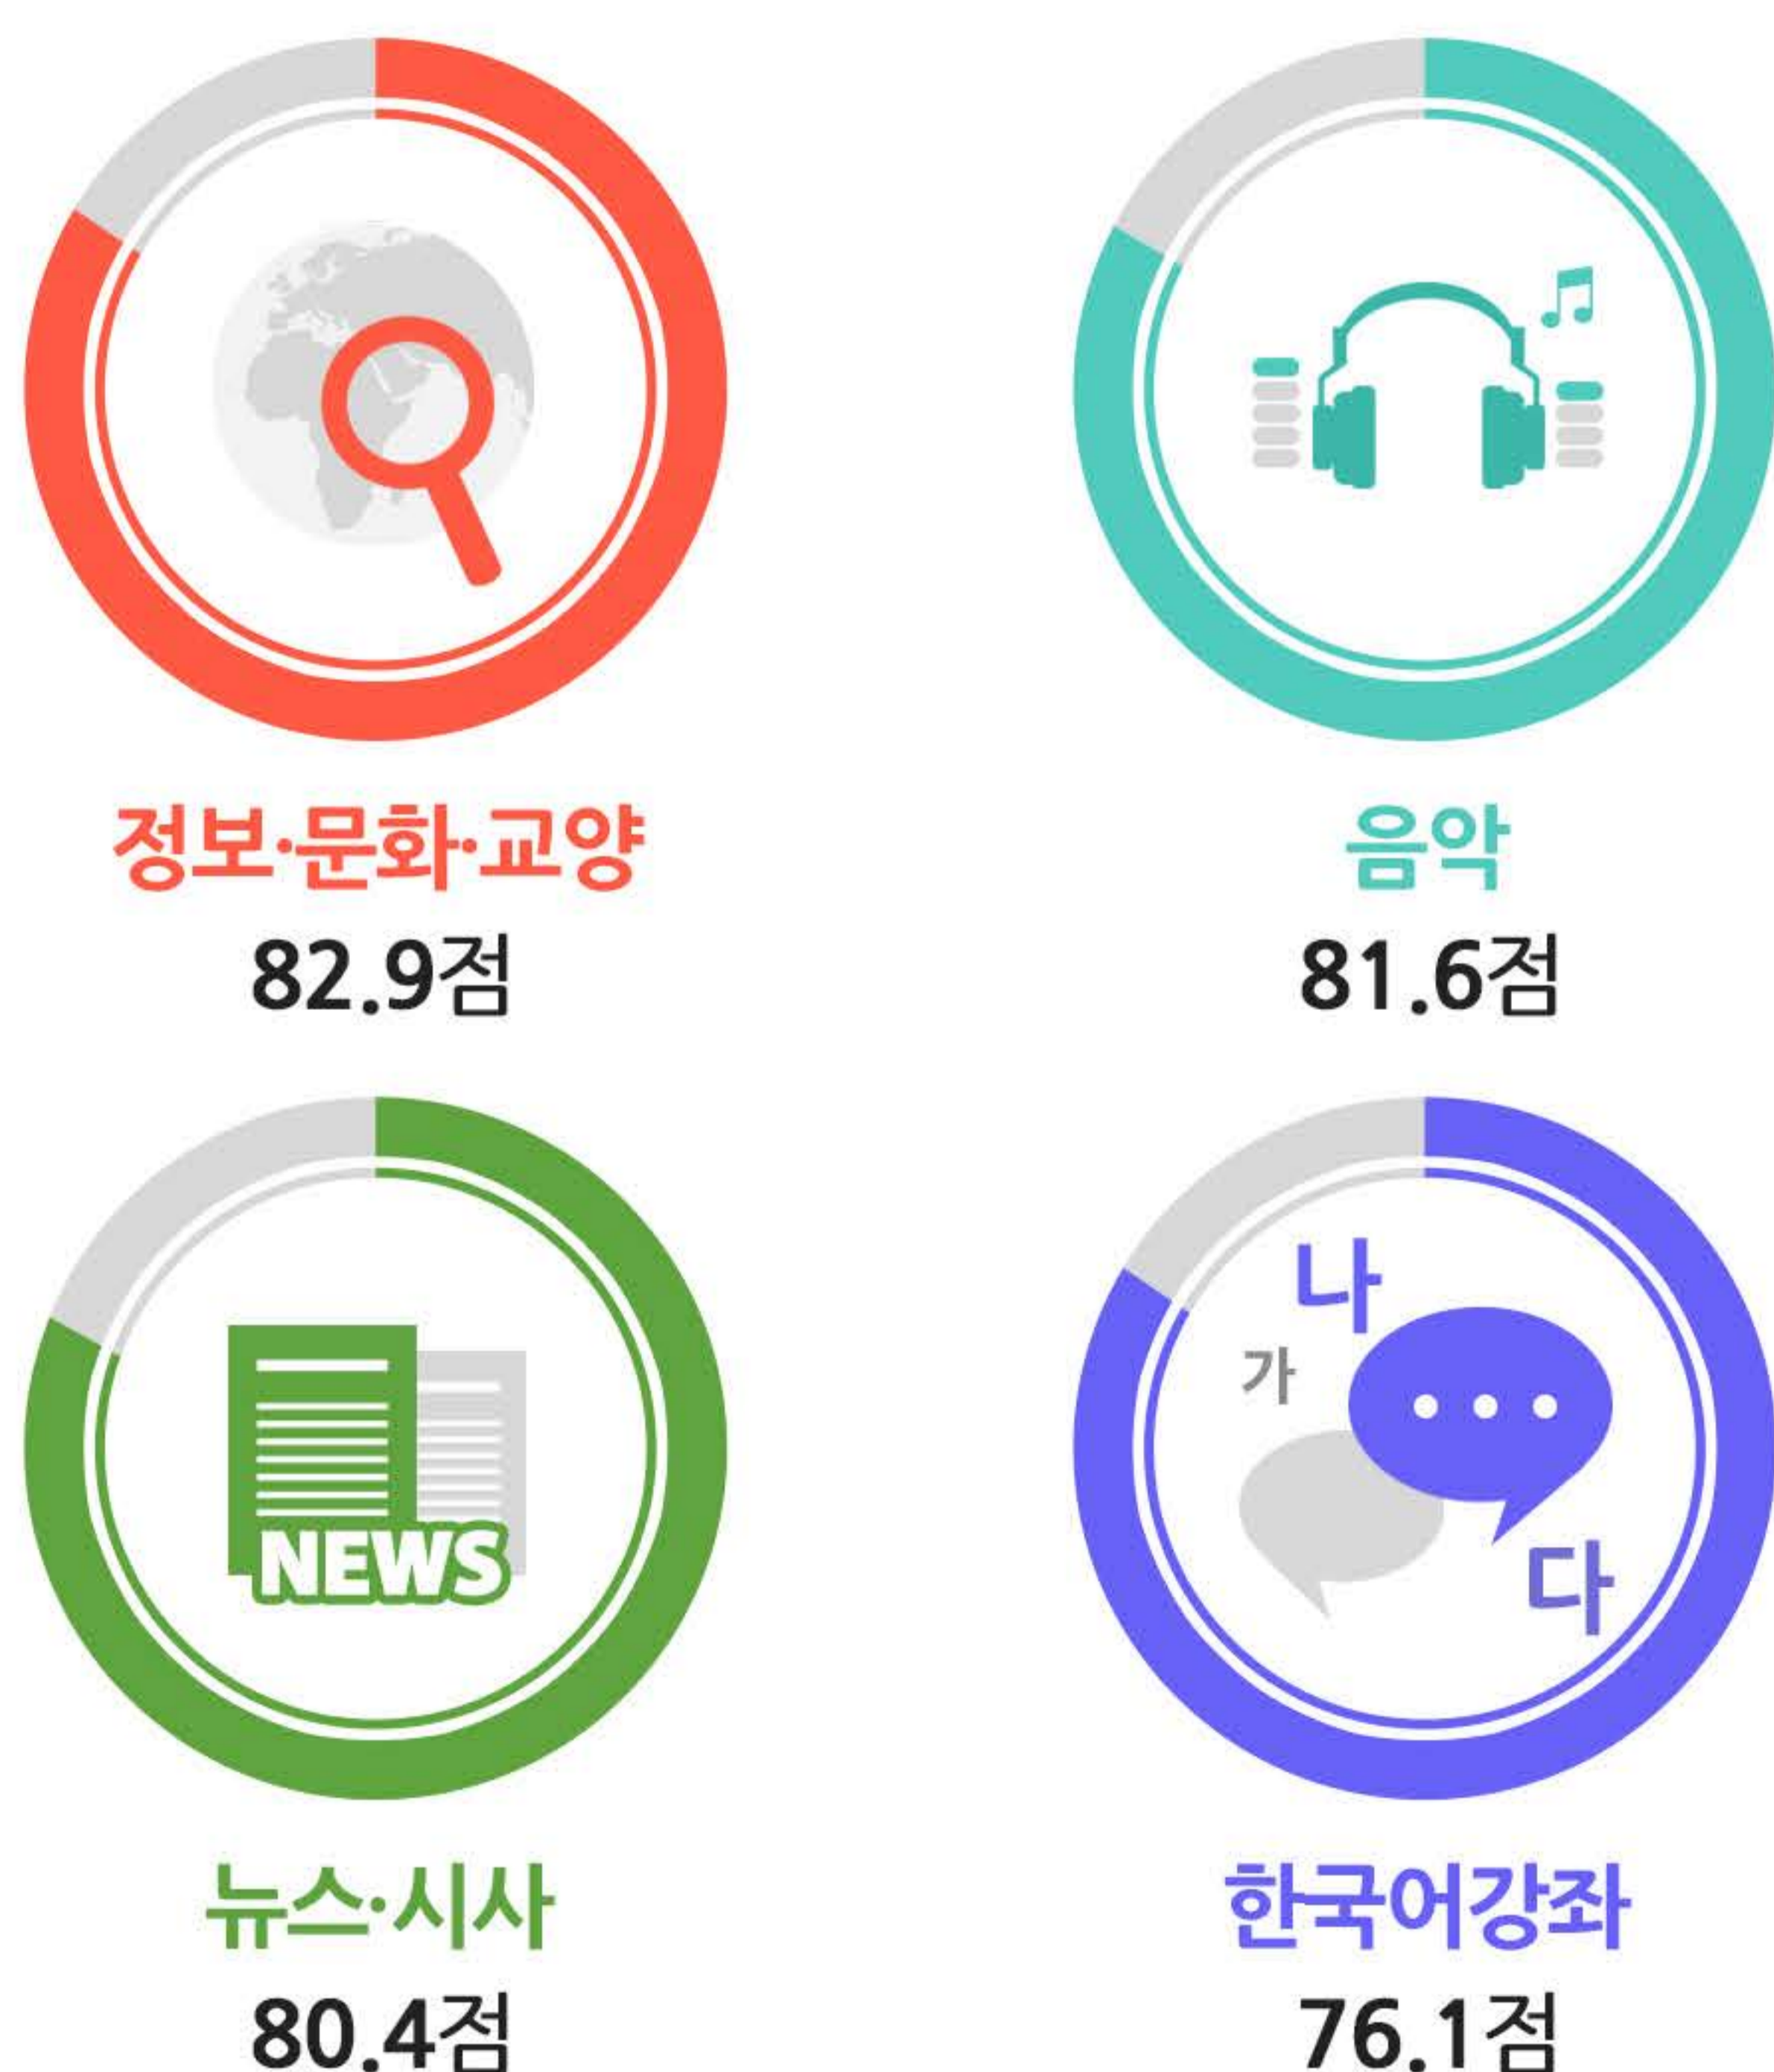 정보·문화·교양
82.9점
음악
81.6점
NEWS
뉴스·시사
80.4점
나
가
다
한국어강좌
76.1점